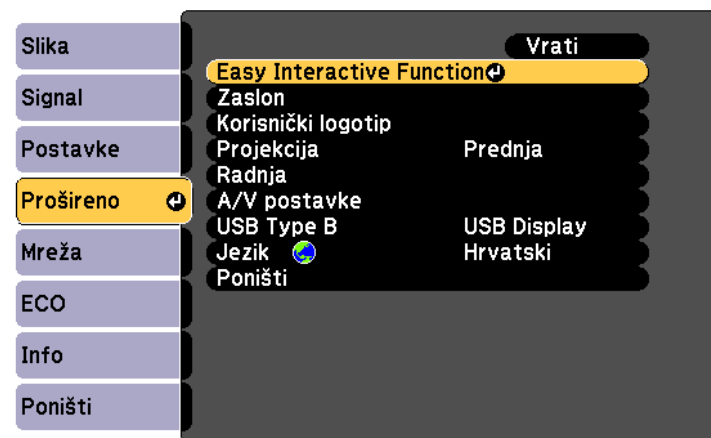 Slika
Signal
Postavke
Prošireno
Mreža
ECO
Info
Poništi
Vrati
Easy Interactive Function
Zaslon
Korisnički logotip
Projekcija Prednja
Radnja
A/V postavke
USB Type B USB Display
Jezik Hrvatski
Poništi